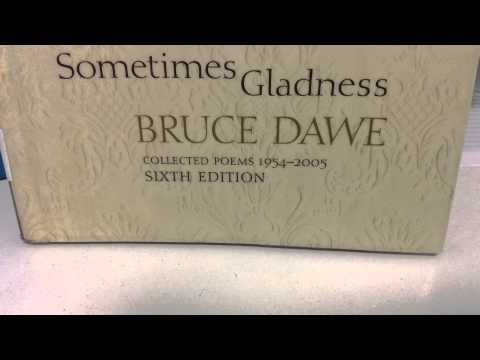 Sometimes Gladness
BRUCE DAWE
COLLECTED POEMS 1954–2005
SIXTH EDITION